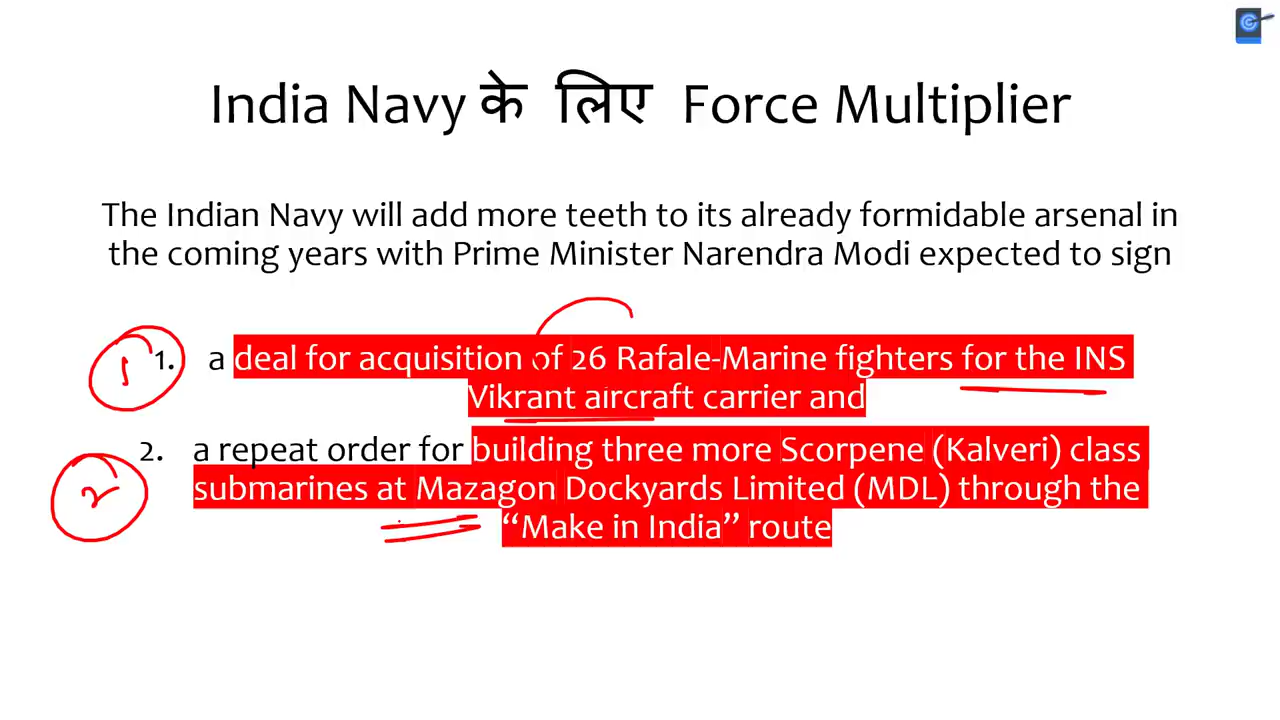 India Navy के लिए Force Multiplier
The Indian Navy will add more teeth to its already formidable arsenal in
the coming years with Prime Minister Narendra Modi expected to sign
1. a deal for acquisition of 26 Rafale-Marine fighters for the INS
Vikrant aircraft carrier and
2. a repeat order for building three more Scorpene (Kalveri) class
submarines at Mazagon Dockyards Limited (MDL) through the
“Make in India” route
1
2